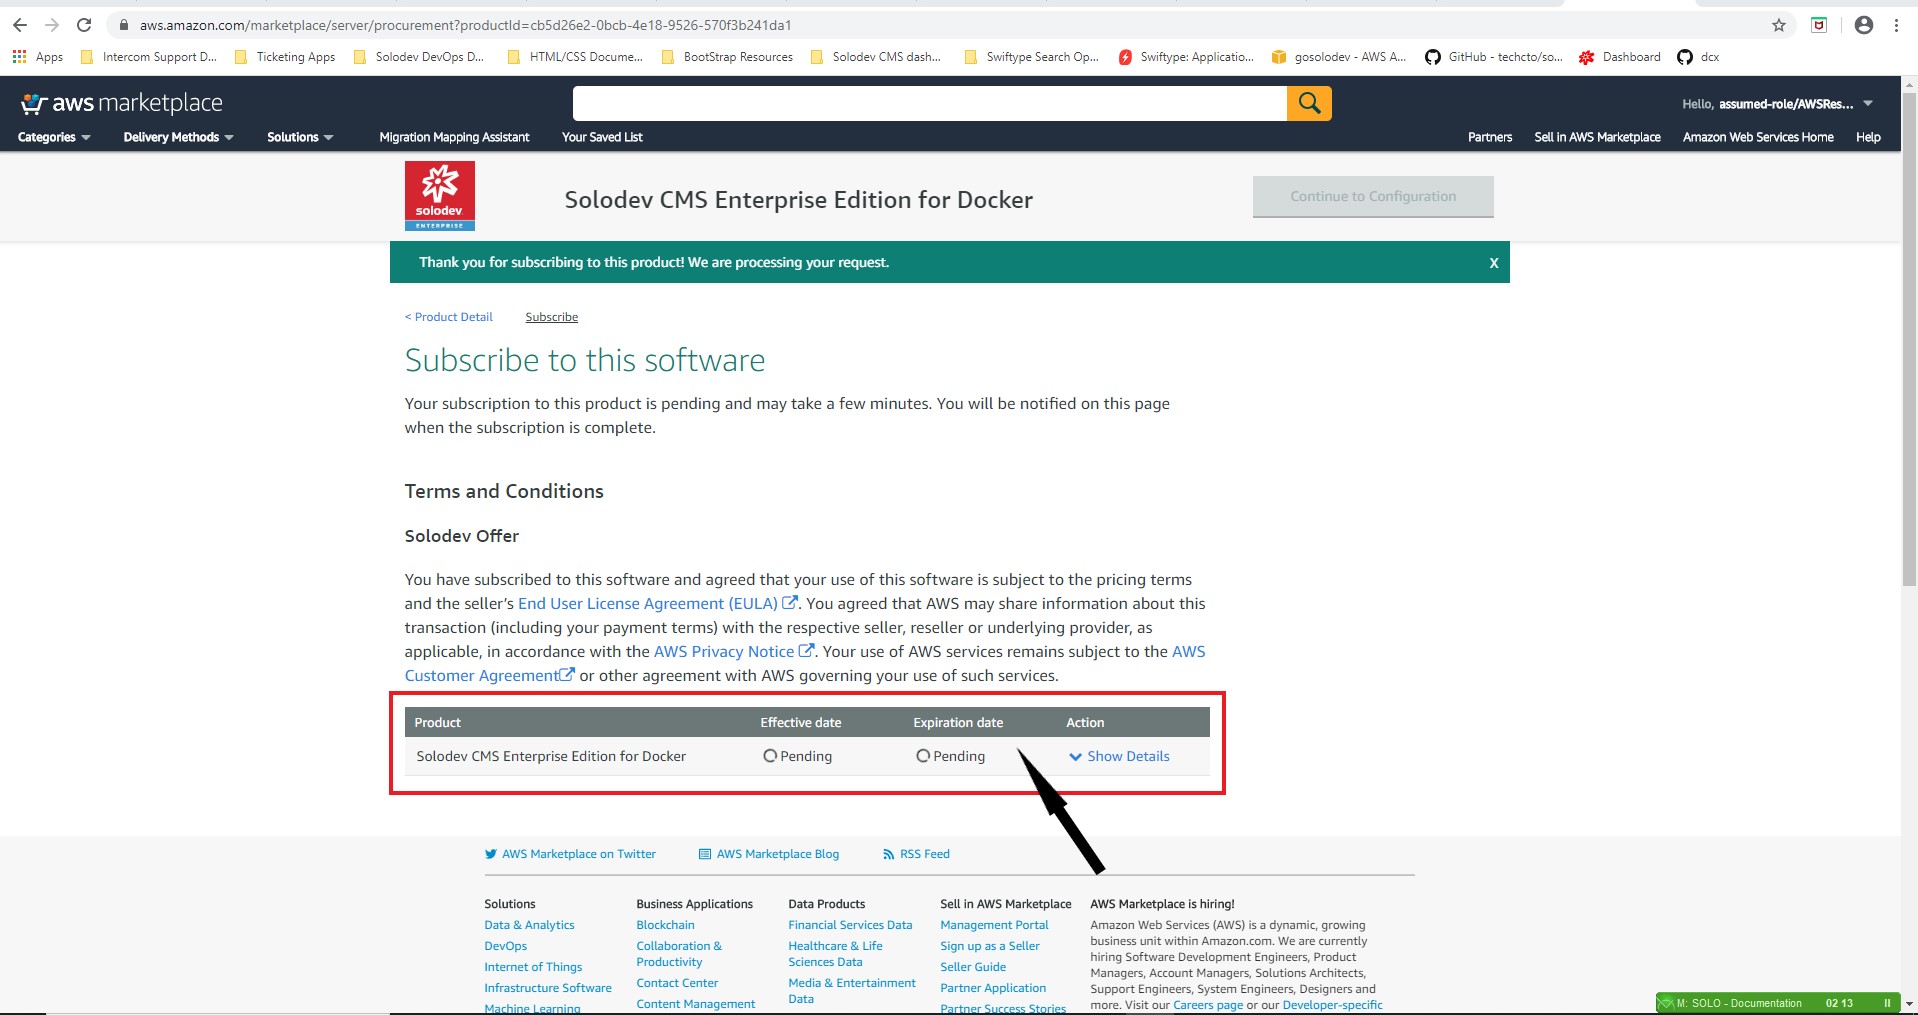 aws.amazon.com/marketplace/server/procurement?productId=cb5d26e2-0bcb-4e18-9526-570f3b241da1
Apps Intercom Support D... Ticketing Apps Solodev DevOps D... HTML/CSS Docume... BootStrap Resources Solodev CMS dash... Swiftype Search Op... Swiftype: Applicatio... gosolodev - AWS A... GitHub - techcto/so... Dashboard dcx
aws marketplace
Hello, assumed-role/AWSRes...
Categories Delivery Methods Solutions Migration Mapping Assistant Your Saved List Partners Sell in AWS Marketplace Amazon Web Services Home Help
solodev
ENTERPRISE
Solodev CMS Enterprise Edition for Docker
Continue to Configuration
Thank you for subscribing to this product! We are processing your request. X
< Product Detail Subscribe
Subscribe to this software
Your subscription to this product is pending and may take a few minutes. You will be notified on this page
when the subscription is complete.
Terms and Conditions
Solodev Offer
You have subscribed to this software and agreed that your use of this software is subject to the pricing terms
and the seller's End User License Agreement (EULA). You agreed that AWS may share information about this
transaction (including your payment terms) with the respective seller, reseller or underlying provider, as
applicable, in accordance with the AWS Privacy Notice. Your use of AWS services remains subject to the AWS
Customer Agreement or other agreement with AWS governing your use of such services.
Product Effective date Expiration date Action
Solodev CMS Enterprise Edition for Docker Pending Pending Show Details
AWS Marketplace on Twitter AWS Marketplace Blog RSS Feed
Solutions
Data & Analytics
DevOps
Internet of Things
Infrastructure Software
Machine Learning
Business Applications
Blockchain
Collaboration &
Productivity
Contact Center
Content Management
Data Products
Financial Services Data
Healthcare & Life
Sciences Data
Media & Entertainment
Data
Sell in AWS Marketplace
Management Portal
Sign up as a Seller
Seller Guide
Partner Application
Partner Success Stories
AWS Marketplace is hiring!
Amazon Web Services (AWS) is a dynamic, growing
business unit within Amazon.com. We are currently
hiring Software Development Engineers, Product
Managers, Account Managers, Solutions Architects,
Support Engineers, System Engineers, Designers and
more. Visit our Careers page or our Developer-specific
M: SOLO - Documentation 02 13